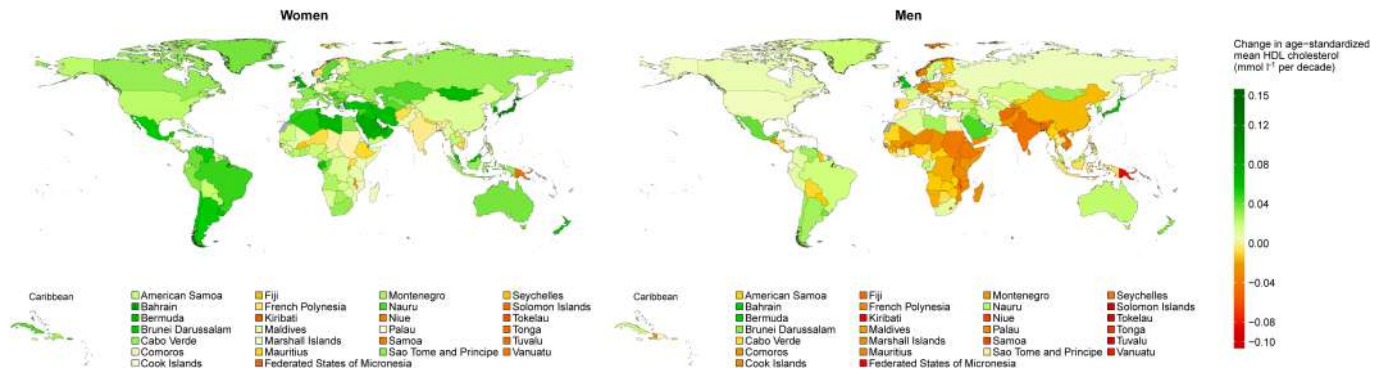 Women
Men
Change in age−standardized
mean HDL cholesterol
(mmol l⁻¹ per decade)
0.15
0.12
0.08
0.04
0.00
−0.04
−0.08
−0.10
Caribbean
American Samoa
Bahrain
Bermuda
Brunei Darussalam
Cabo Verde
Comoros
Cook Islands
Fiji
French Polynesia
Kiribati
Maldives
Marshall Islands
Mauritius
Federated States of Micronesia
Montenegro
Nauru
Niue
Palau
Samoa
Sao Tome and Principe
Seychelles
Solomon Islands
Tokelau
Tonga
Tuvalu
Vanuatu
Caribbean
American Samoa
Bahrain
Bermuda
Brunei Darussalam
Cabo Verde
Comoros
Cook Islands
Fiji
French Polynesia
Kiribati
Maldives
Marshall Islands
Mauritius
Federated States of Micronesia
Montenegro
Nauru
Niue
Palau
Samoa
Sao Tome and Principe
Seychelles
Solomon Islands
Tokelau
Tonga
Tuvalu
Vanuatu